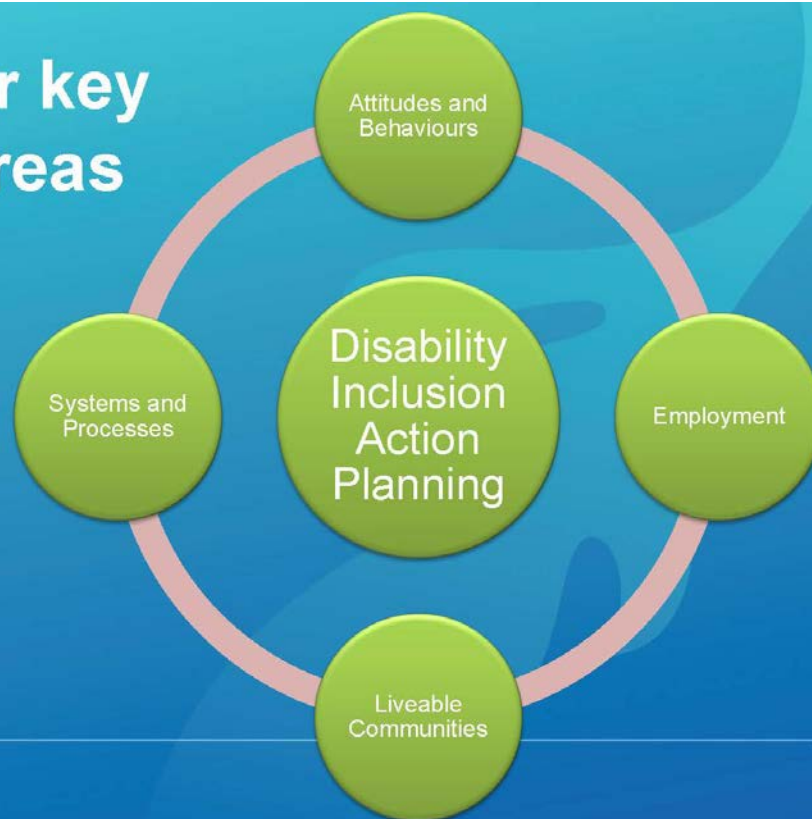 r key
reas
Attitudes and
Behaviours
Disability
Inclusion
Action
Planning
Systems and
Processes
Employment
Liveable
Communities